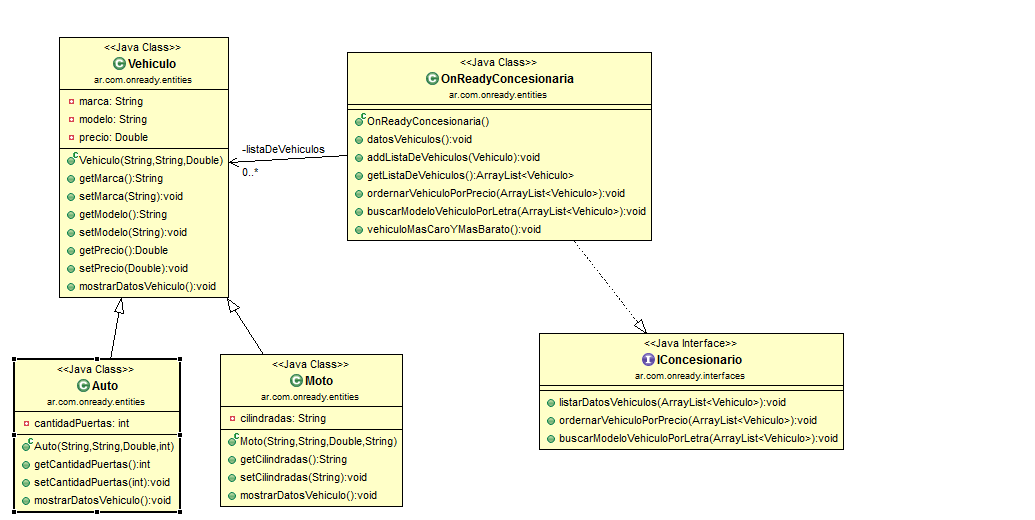 <<Java Class>>
Vehiculo
ar.com.onready.entities
marca: String
modelo: String
precio: Double
Vehiculo(String,String,Double)
getMarca():String
setMarca(String):void
getModelo():String
setModelo(String):void
getPrecio():Double
setPrecio(Double):void
mostrarDatosVehiculo():void
-listaDeVehiculos
0..*
<<Java Class>>
OnReadyConcesionaria
ar.com.onready.entities
OnReadyConcesionaria()
datosVehiculos():void
addListaDeVehiculos(Vehiculo):void
getListaDeVehiculos():ArrayList<Vehiculo>
ordernarVehiculoPorPrecio(ArrayList<Vehiculo>):void
buscarModeloVehiculoPorLetra(ArrayList<Vehiculo>):void
vehiculoMasCaroYMasBarato():void
<<Java Class>>
Auto
ar.com.onready.entities
cantidadPuertas: int
Auto(String,String,Double,int)
getCantidadPuertas():int
setCantidadPuertas(int):void
mostrarDatosVehiculo():void
<<Java Class>>
Moto
ar.com.onready.entities
cilindradas: String
Moto(String,String,Double,String)
getCilindradas():String
setCilindradas(String):void
mostrarDatosVehiculo():void
<<Java Interface>>
IConcesionario
ar.com.onready.interfaces
listarDatosVehiculos(ArrayList<Vehiculo>):void
ordernarVehiculoPorPrecio(ArrayList<Vehiculo>):void
buscarModeloVehiculoPorLetra(ArrayList<Vehiculo>):void